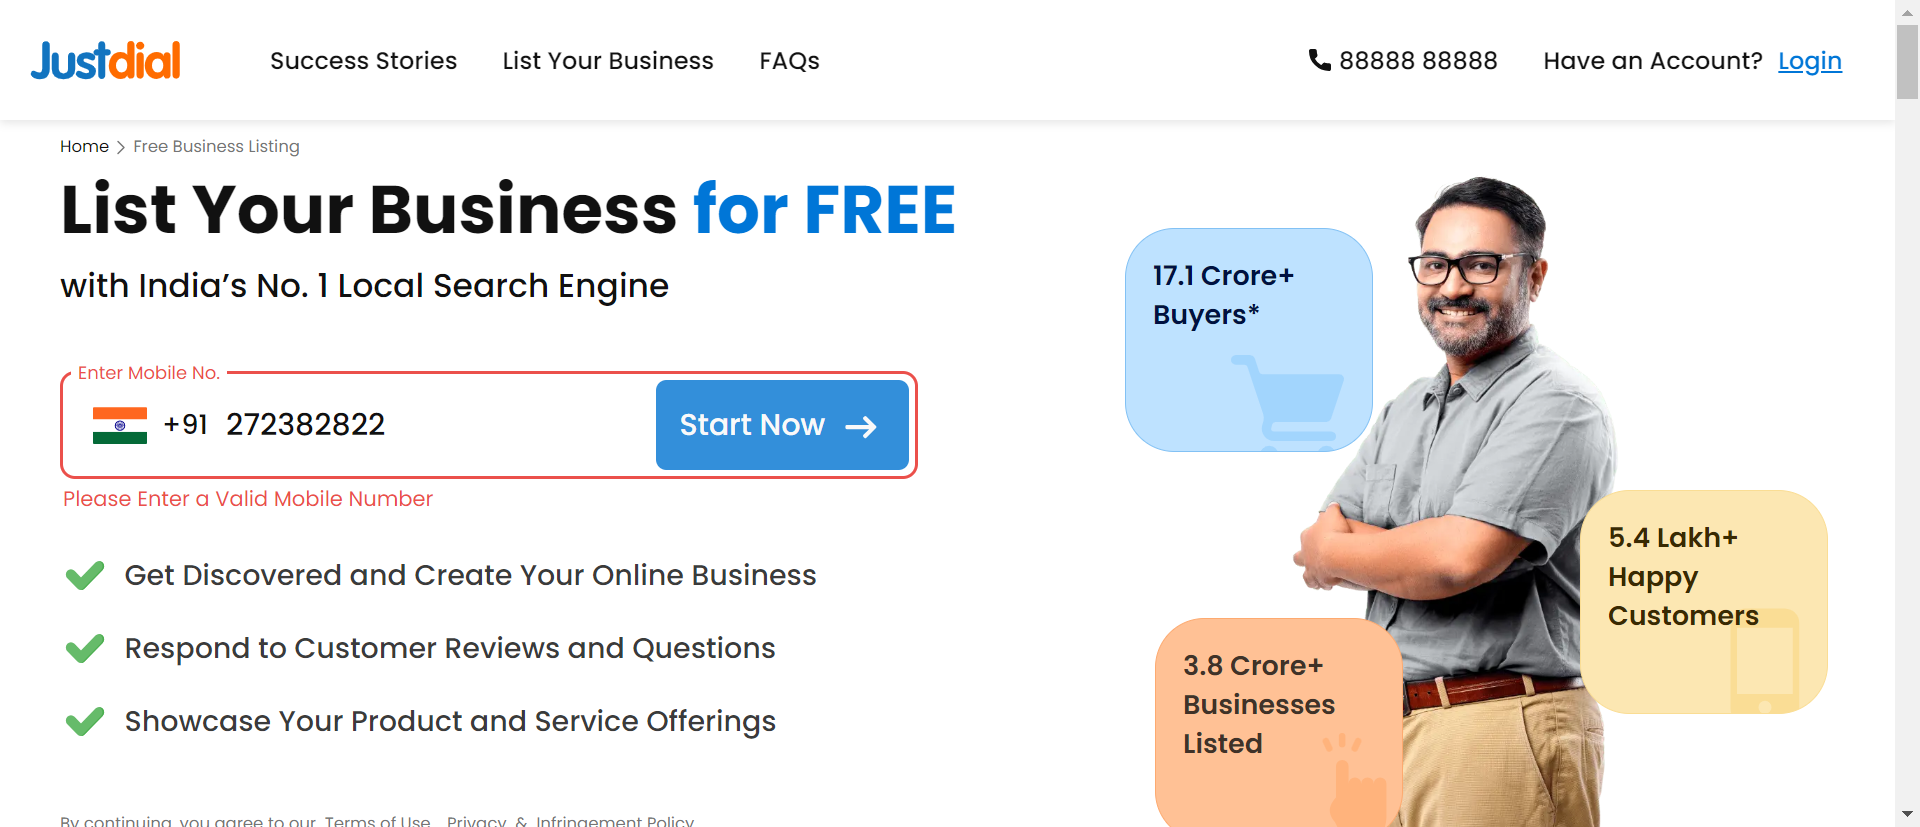 Justdial
Success Stories
List Your Business
FAQs
88888 88888
Have an Account? Login
Home > Free Business Listing
List Your Business for FREE
with India's No. 1 Local Search Engine
Enter Mobile No.
+91 272382822
Start Now →
Please Enter a Valid Mobile Number
Get Discovered and Create Your Online Business
Respond to Customer Reviews and Questions
Showcase Your Product and Service Offerings
By continuing, you agree to our Terms of Use, Privacy & Infringement Policy
17.1 Crore+
Buyers*
5.4 Lakh+
Happy
Customers
3.8 Crore+
Businesses
Listed